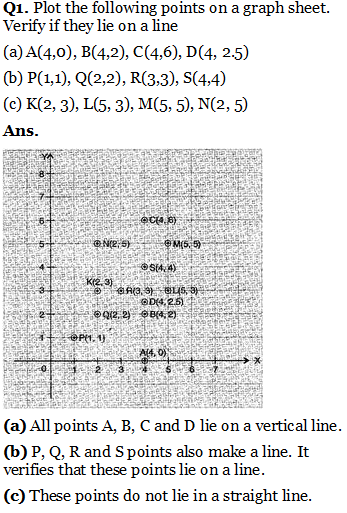 Q1. Plot the following points on a graph sheet.
Verify if they lie on a line
(a) A(4,0), B(4,2), C(4,6), D(4, 2.5)
(b) P(1,1), Q(2,2), R(3,3), S(4,4)
(c) K(2, 3), L(5, 3), M(5, 5), N(2, 5)
Ans.
Y
8
7
6 C(4, 6)
5 N(2, 5) M(5, 5)
4 S(4, 4)
K(2, 3)
3 R(3, 3) L(5, 3)
D(4, 2.5)
2 Q(2, 2) B(4, 2)
1 P(1, 1)
A(4, 0)
X
0 1 2 3 4 5 6 7
(a) All points A, B, C and D lie on a vertical line.
(b) P, Q, R and S points also make a line. It
verifies that these points lie on a line.
(c) These points do not lie in a straight line.